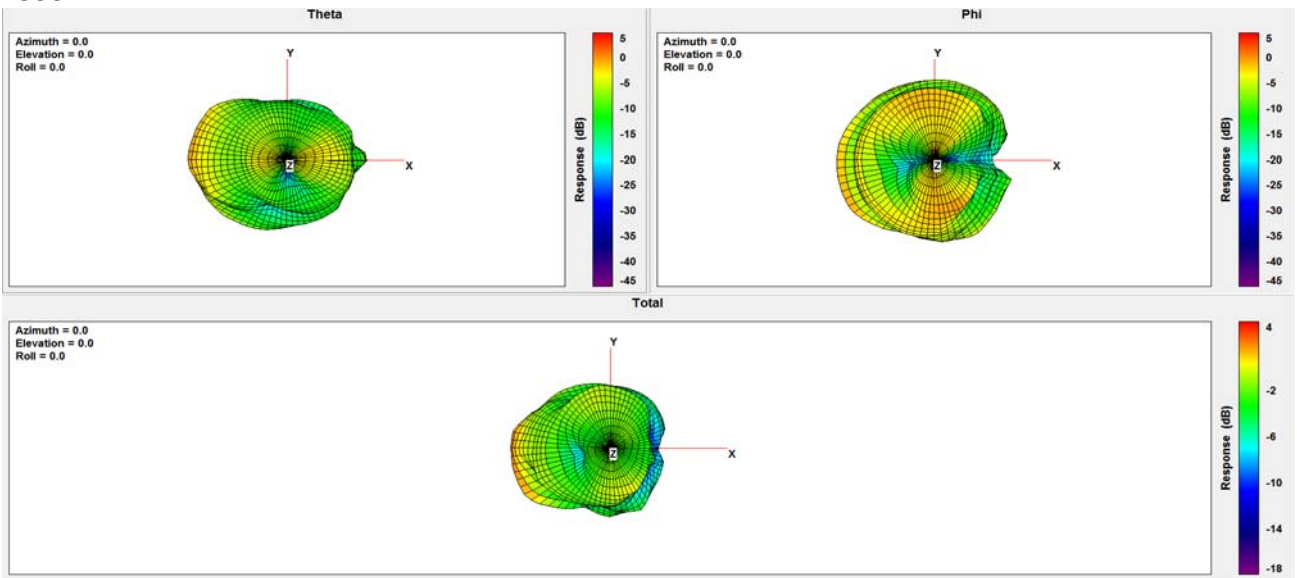 Theta
Azimuth = 0.0
Elevation = 0.0
Roll = 0.0
Y
X
Z
Response (dB)
5
0
-5
-10
-15
-20
-25
-30
-35
-40
-45
Phi
Azimuth = 0.0
Elevation = 0.0
Roll = 0.0
Y
X
Z
Response (dB)
5
0
-5
-10
-15
-20
-25
-30
-35
-40
-45
Total
Azimuth = 0.0
Elevation = 0.0
Roll = 0.0
Y
X
Z
Response (dB)
4
-2
-6
-10
-14
-18